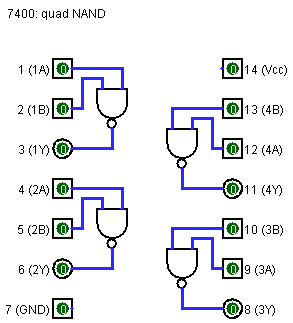 7400: quad NAND
1 (1A) 0
2 (1B) 0
3 (1Y) 0
4 (2A) 0
5 (2B) 0
6 (2Y) 0
7 (GND) 0
0 14 (Vcc)
0 13 (4B)
0 12 (4A)
0 11 (4Y)
0 10 (3B)
0 9 (3A)
0 8 (3Y)